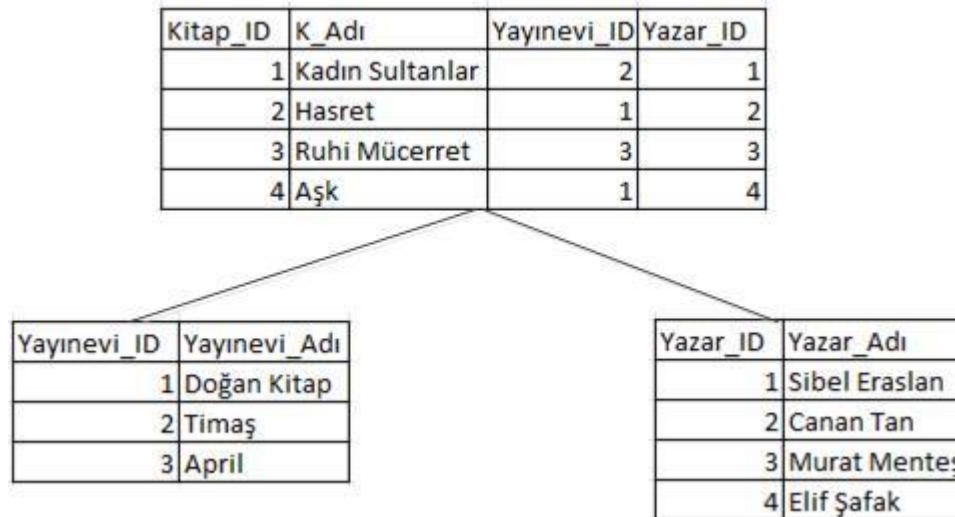 Kitap_ID K_Adı Yayınevi_ID Yazar_ID
1 Kadın Sultanlar 2 1
2 Hasret 1 2
3 Ruhi Mücerret 3 3
4 Aşk 1 4
Yayınevi_ID Yayınevi_Adı
1 Doğan Kitap
2 Timaş
3 April
Yazar_ID Yazar_Adı
1 Sibel Eraslan
2 Canan Tan
3 Murat Menteş
4 Elif Şafak